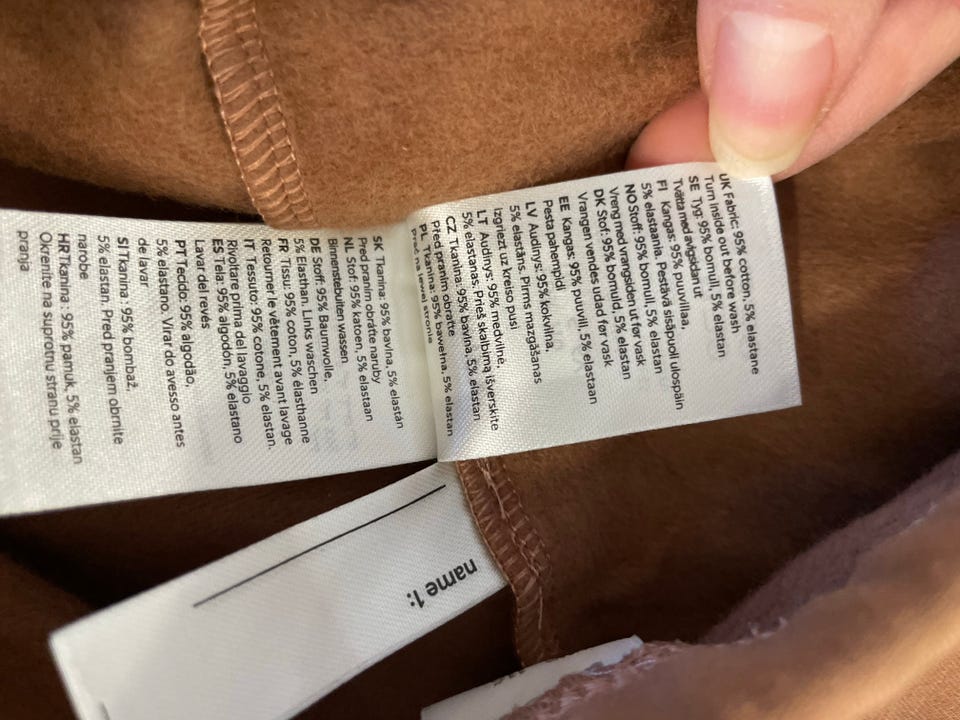 UK Fabric: 95% cotton, 5% elastane
Turn inside out before wash
SE Tyg: 95% bomull, 5% elastan
Tvätta med avigsidan ut
FI Kangas: 95% puuvillaa,
5% elastaania. Pestävä sisäpuoli ulospäin
NO Stoff: 95% bomull, 5% elastan
Vreng med vrangsiden ut før vask
DK Stof: 95% bomuld, 5% elastan
Vrangen vendes udad før vask
EE Kangas: 95% puuvill, 5% elastaan
Pesta pahempidi
LV Audinys: 95% kokvilna,
5% elastāns. Pirms mazgāšanas
izgriezt uz kreiso pusi
LT Audinys: 95% medvilnė,
5% elastanas. Prieš skalbimą išverskite
CZ Tkanina: 95% bavlna, 5% elastan
Před praním obraťte
PL Tkanina: 95% bawełna, 5% elastan
Prać na lewej stronie
SK Tkanina: 95% bavlna, 5% elastán
Pred praním obráťte naruby
NL Stof: 95% katoen, 5% elastaan
Binnenstebuiten wassen
DE Stoff: 95% Baumwolle,
5% Elasthan. Links waschen
FR Tissu: 95% coton, 5% élasthanne
Retourner le vêtement avant lavage
IT Tessuto: 95% cotone, 5% elastan.
Rivoltare prima del lavaggio
ES Tela: 95% algodón, 5% elastano
Lavar del revés
PT Tecido: 95% algodão,
5% elastano. Virar do avesso antes
de lavar
SI Tkanina: 95% bombaž,
5% elastan. Pred pranjem obrnite
narobe
HR Tkanina: 95% pamuk, 5% elastan
Okrenite na suprotnu stranu prije
pranja
name 1: